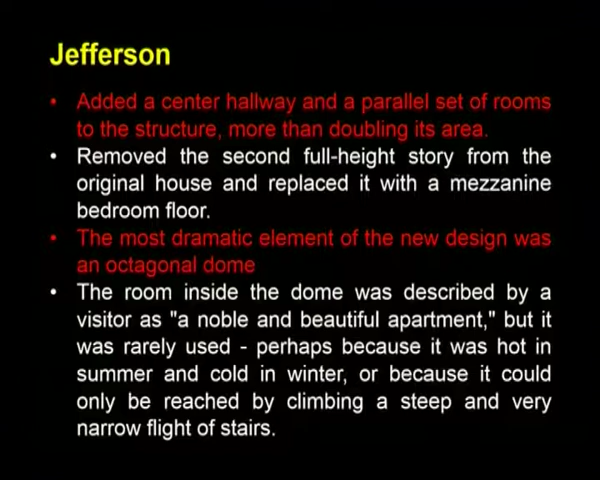 Jefferson
• Added a center hallway and a parallel set of rooms
to the structure, more than doubling its area.
• Removed the second full-height story from the
original house and replaced it with a mezzanine
bedroom floor.
• The most dramatic element of the new design was
an octagonal dome
• The room inside the dome was described by a
visitor as "a noble and beautiful apartment," but it
was rarely used - perhaps because it was hot in
summer and cold in winter, or because it could
only be reached by climbing a steep and very
narrow flight of stairs.